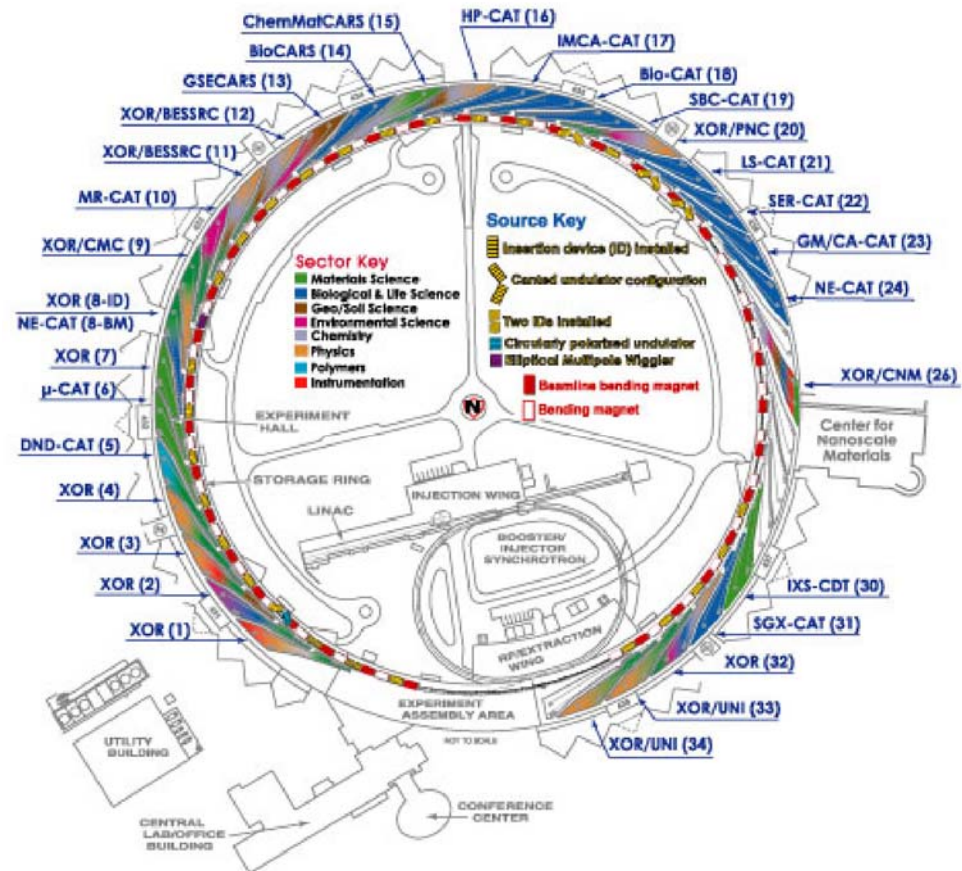 ChemMatCARS (15)
HP-CAT (16)
BioCARS (14)
IMCA-CAT (17)
GSECARS (13)
Bio-CAT (18)
XOR/BESSRC (12)
SBC-CAT (19)
XOR/BESSRC (11)
XOR/PNC (20)
MR-CAT (10)
LS-CAT (21)
XOR/CMC (9)
SER-CAT (22)
XOR (8-ID)
GM/CA-CAT (23)
NE-CAT (8-BM)
NE-CAT (24)
XOR (7)
XOR/CNM (26)
μ-CAT (6)
DND-CAT (5)
XOR (4)
XOR (3)
XOR (2)
XOR (1)
Sector Key
Materials Science
Biological & Life Science
Geo/Soil Science
Environmental Science
Chemistry
Physics
Polymers
Instrumentation
Source Key
Insertion device (ID) installed
Canted undulator configuration
Two IDs installed
Circularly polarized undulator
Elliptical Multipole Wiggler
Beamline bending magnet
Bending magnet
N
EXPERIMENT
HALL
STORAGE RING
LINAC
INJECTION WING
BOOSTER/
INJECTOR
SYNCHROTRON
RF/EXTRACTION
WING
Center for
Nanoscale
Materials
IXS-CDT (30)
SGX-CAT (31)
XOR (32)
XOR/UNI (33)
XOR/UNI (34)
EXPERIMENT
ASSEMBLY AREA
NOT TO SCALE
UTILITY
BUILDING
CONFERENCE
CENTER
CENTRAL
LAB/OFFICE
BUILDING